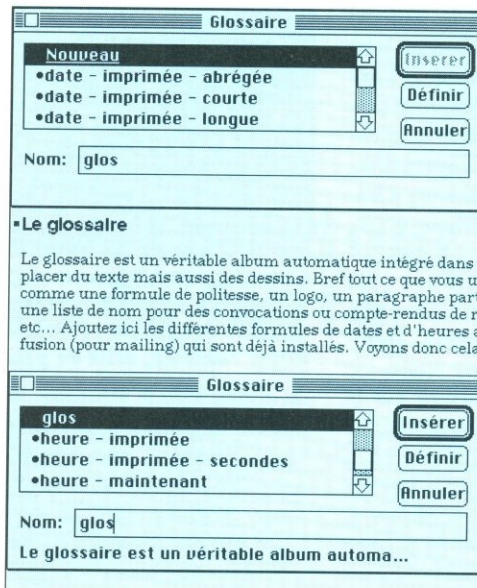 Glossaire
Nouveau
•date - imprimée - abrégée
•date - imprimée - courte
•date - imprimée - longue
Insérer
Définir
Annuler
Nom: glos
▪Le glossaire
Le glossaire est un véritable album automatique intégré dans
placer du texte mais aussi des dessins. Bref tout ce que vous u
comme une formule de politesse, un logo, un paragraphe part
une liste de nom pour des convocations ou compte-rendus de r
etc... Ajoutez ici les différentes formules de dates et d'heures a
fusion (pour mailing) qui sont déjà installés. Voyons donc cela
Glossaire
glos
•heure - imprimée
•heure - imprimée - secondes
•heure - maintenant
Insérer
Définir
Annuler
Nom: glos
Le glossaire est un véritable album automa...